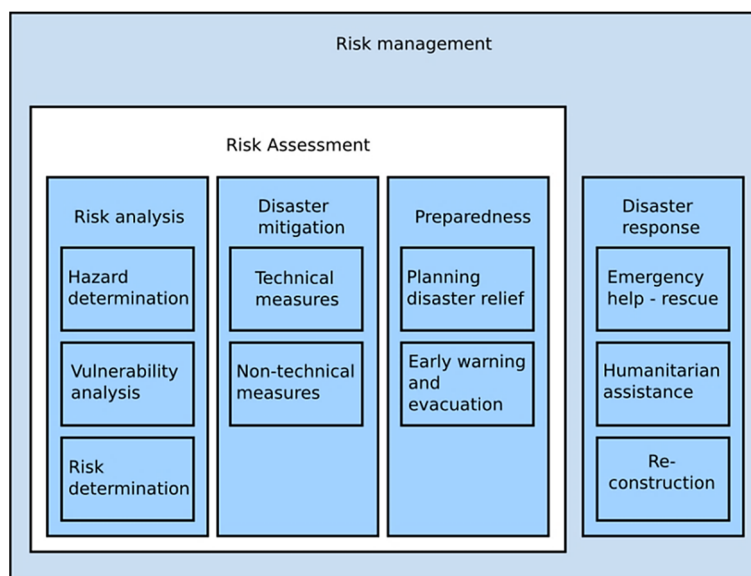 Risk management
Risk Assessment
Risk analysis
Hazard
determination
Vulnerability
analysis
Risk
determination
Disaster
mitigation
Technical
measures
Non-technical
measures
Preparedness
Planning
disaster relief
Early warning
and
evacuation
Disaster
response
Emergency
help - rescue
Humanitarian
assistance
Re-
construction